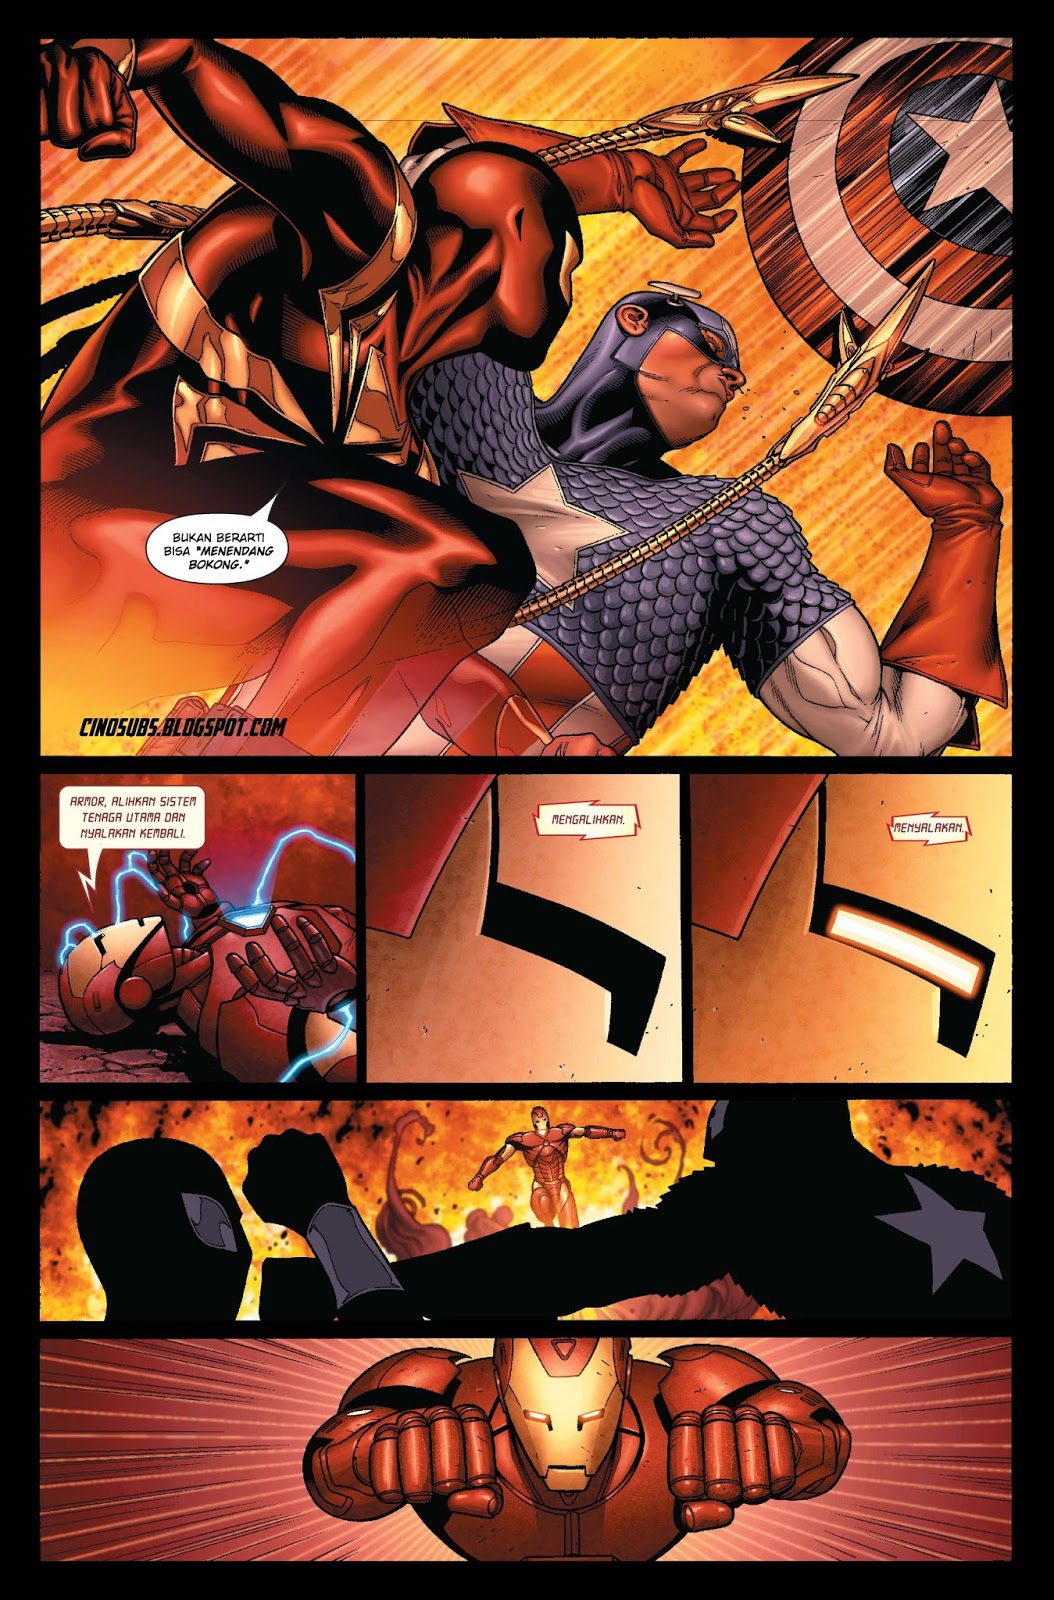 BUKAN BERARTI
BISA "MENENDANG
BOKONG."
CINOSUBS.BLOGSPOT.COM
ARMOR, ALIHKAN SISTEM
TENAGA UTAMA DAN
NYALAKAN KEMBALI.
MENGALIHKAN.
MENYALAKAN.